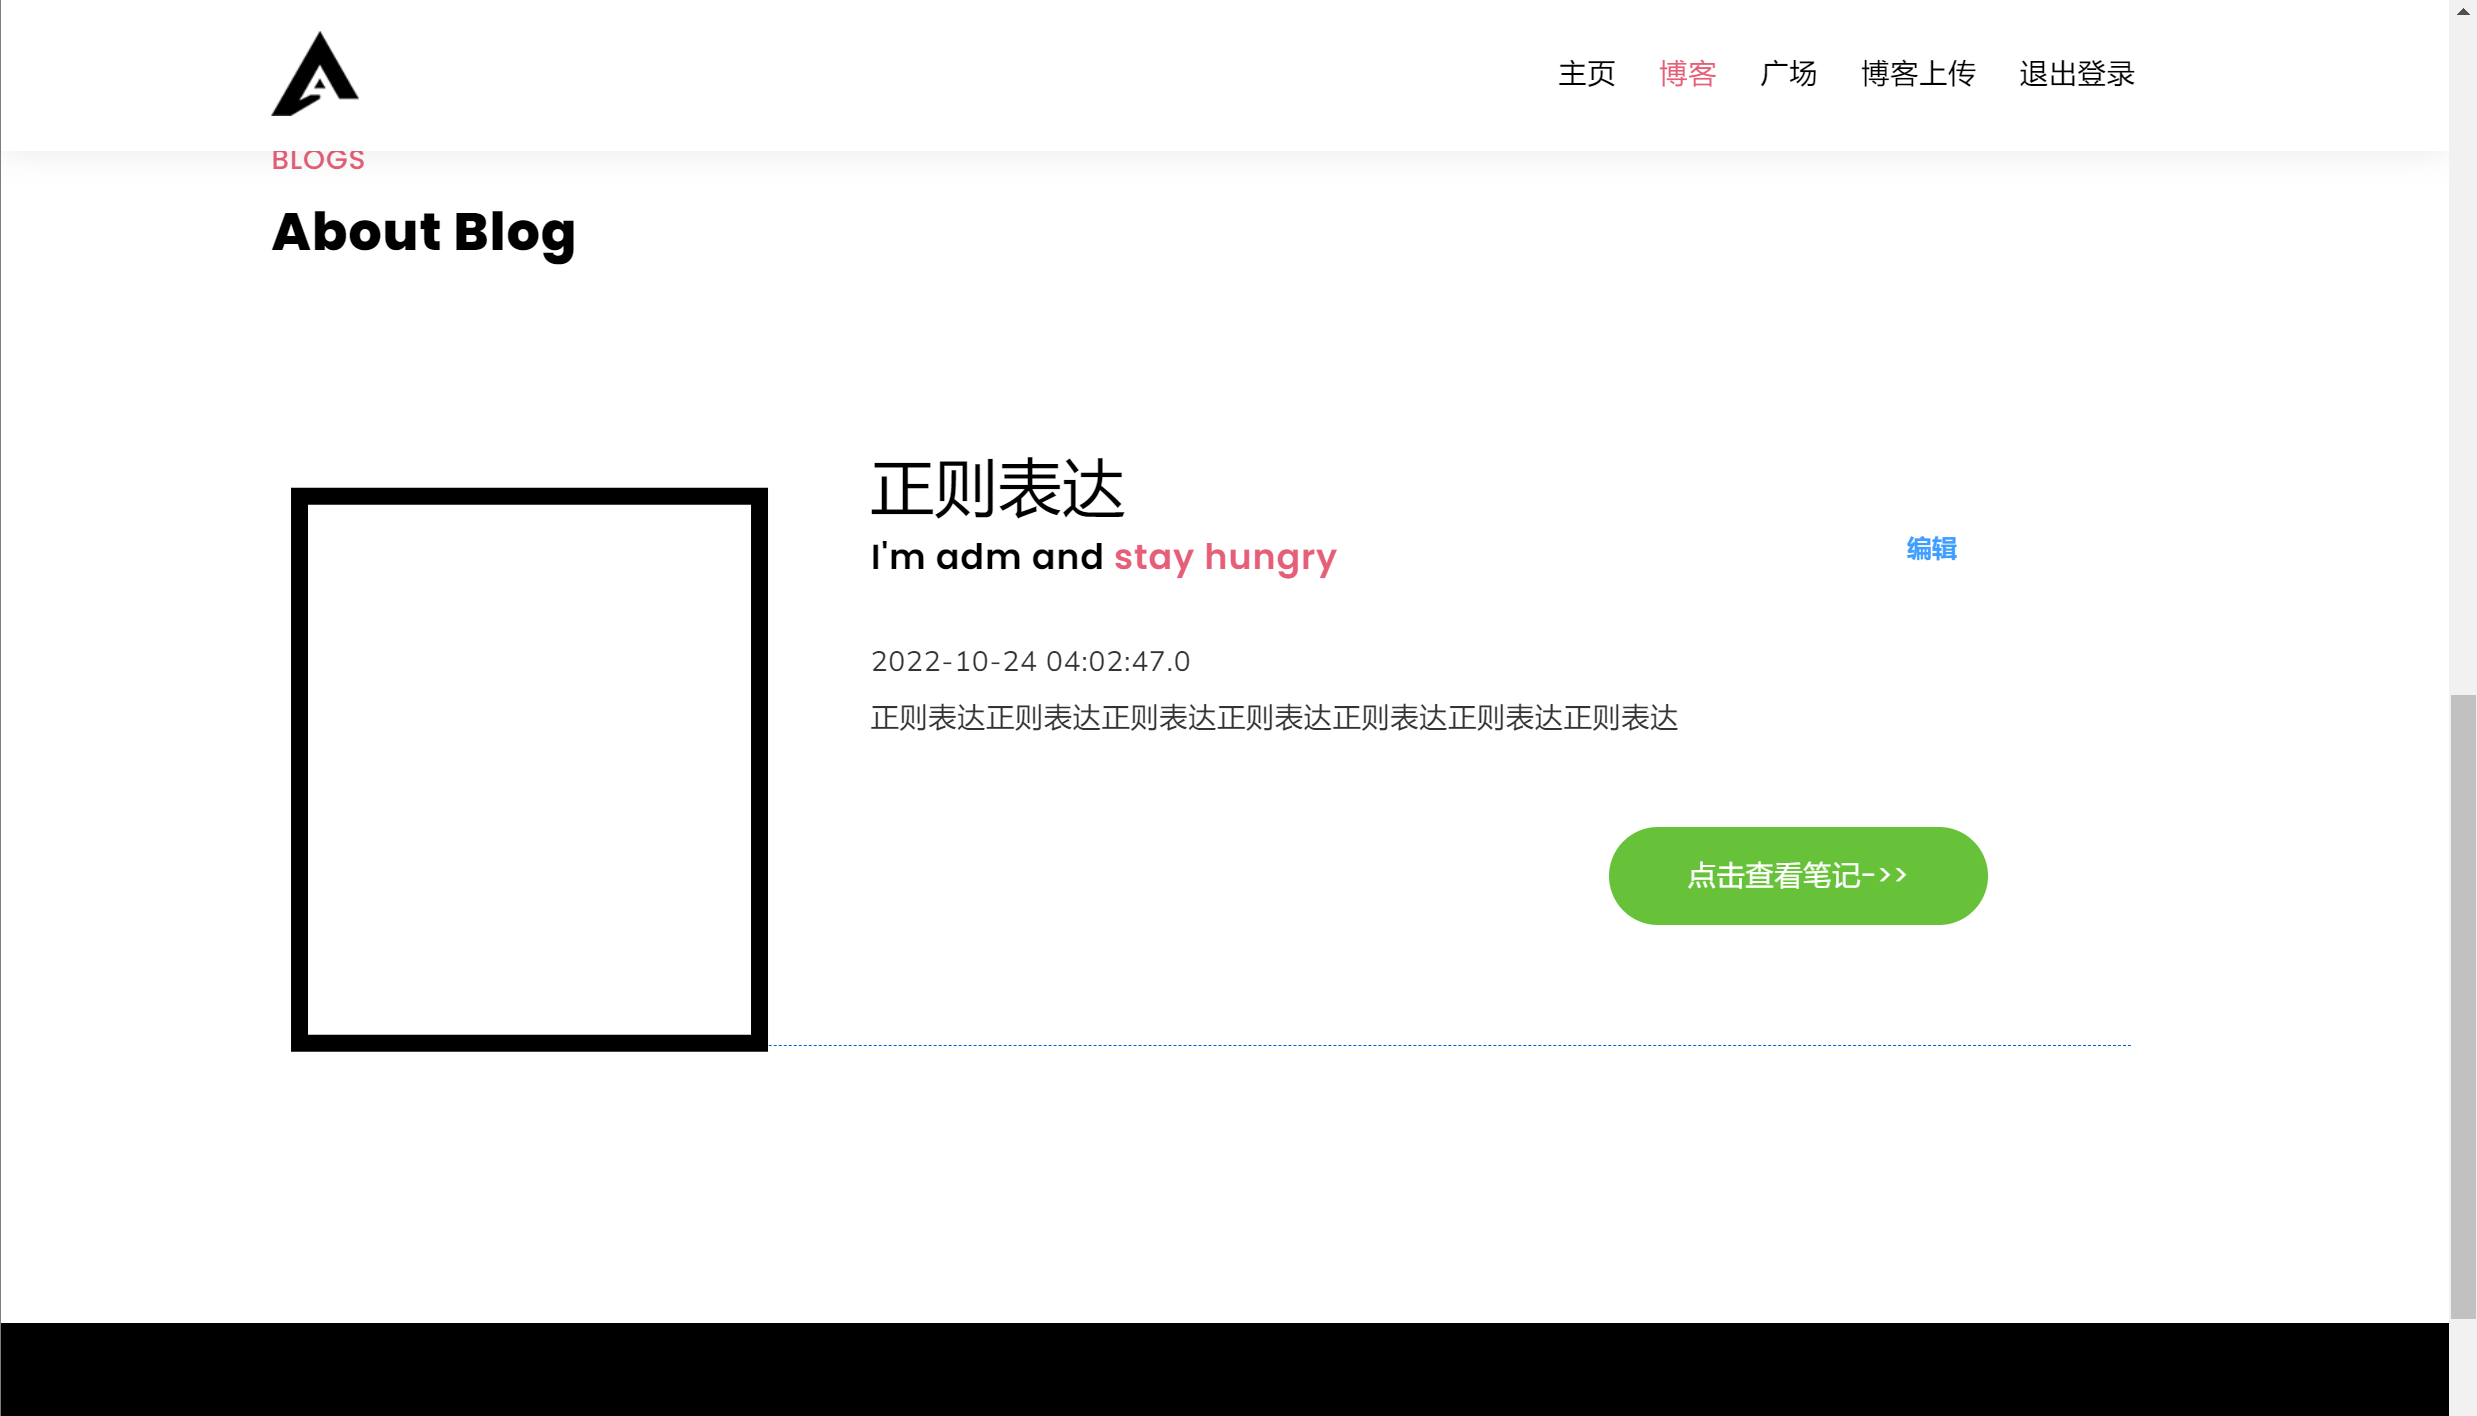 主页 博客 广场 博客上传 退出登录
BLOGS
About Blog
正则表达
I'm adm and stay hungry
编辑
2022-10-24 04:02:47.0
正则表达正则表达正则表达正则表达正则表达正则表达正则表达
点击查看笔记->>